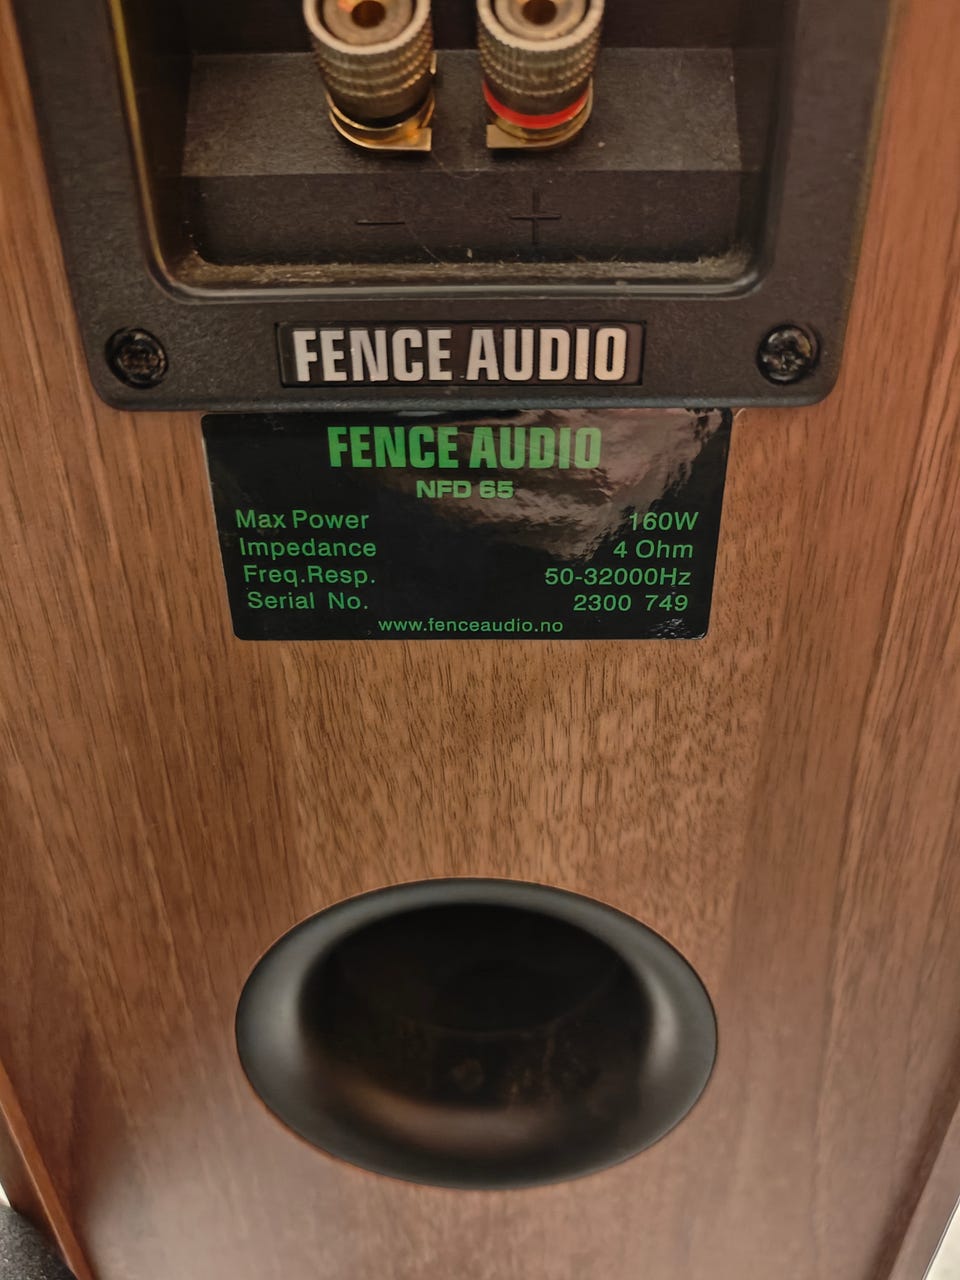 − +
FENCE AUDIO
FENCE AUDIO
NFD 65
Max Power 160W
Impedance 4 Ohm
Freq.Resp. 50-32000Hz
Serial No. 2300 749
www.fenceaudio.no